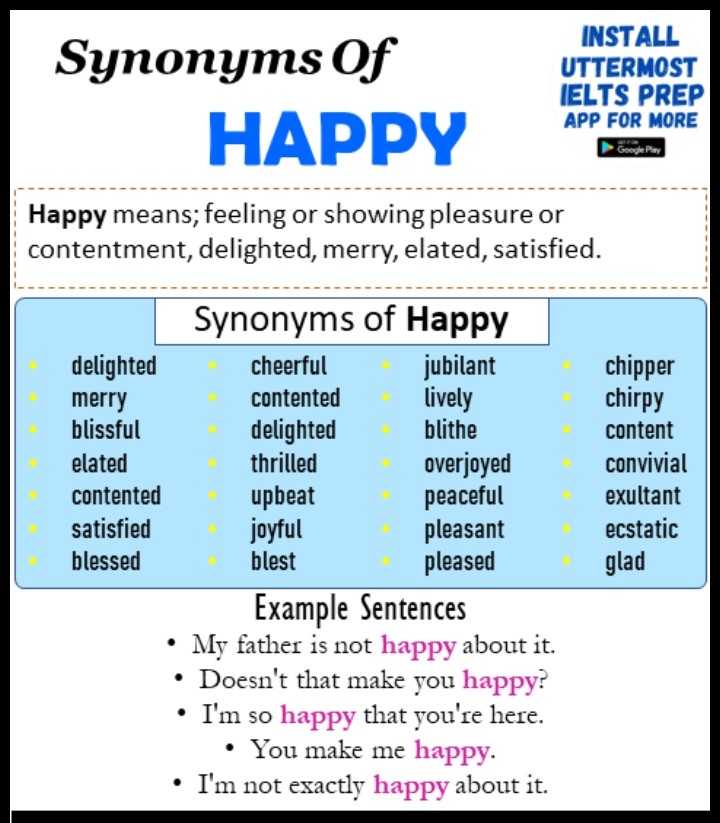 Synonyms Of
HAPPY
INSTALL
UTTERMOST
IELTS PREP
APP FOR MORE
GET IT ON
Google Play
Happy means; feeling or showing pleasure or
contentment, delighted, merry, elated, satisfied.
Synonyms of Happy
• delighted
• merry
• blissful
• elated
• contented
• satisfied
• blessed
• cheerful
• contented
• delighted
• thrilled
• upbeat
• joyful
• blest
• jubilant
• lively
• blithe
• overjoyed
• peaceful
• pleasant
• pleased
• chipper
• chirpy
• content
• convivial
• exultant
• ecstatic
• glad
Example Sentences
• My father is not happy about it.
• Doesn't that make you happy?
• I'm so happy that you're here.
• You make me happy.
• I'm not exactly happy about it.